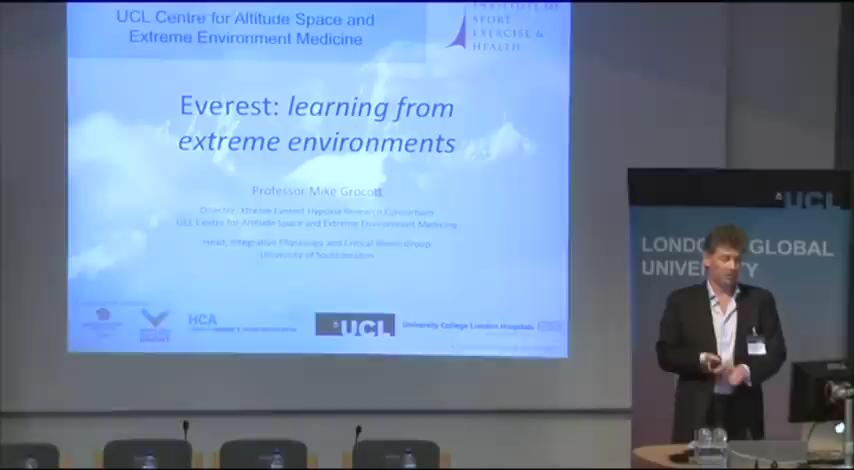 UCL Centre for Altitude Space and
Extreme Environment Medicine
INSTITUTE OF
SPORT
EXERCISE &
HEALTH
Everest: learning from
extreme environments
Professor Mike Grocott
Director, Xtreme Everest Hypoxia Research Consortium
UCL Centre for Altitude Space and Extreme Environment Medicine
Head, Integrative Physiology and Critical Illness Group
University of Southampton
HCA
UCL
University College London Hospitals
UCL
LONDON'S GLOBAL
UNIVERSITY